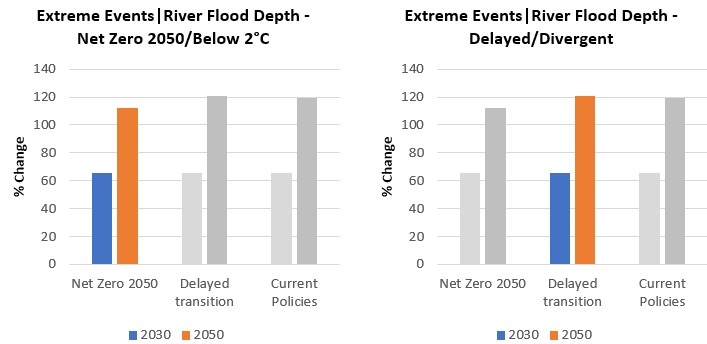 Extreme Events|River Flood Depth -
Net Zero 2050/Below 2°C
% Change
140
120
100
80
60
40
20
0
Net Zero 2050
Delayed
transition
Current
Policies
2030
2050
Extreme Events|River Flood Depth -
Delayed/Divergent
% Change
140
120
100
80
60
40
20
0
Net Zero 2050
Delayed
transition
Current
Policies
2030
2050